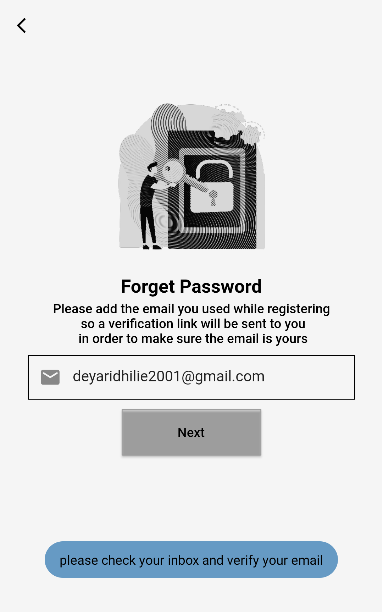 Forget Password
Please add the email you used while registering
so a verification link will be sent to you
in order to make sure the email is yours
deyaridhilie2001@gmail.com
Next
please check your inbox and verify your email